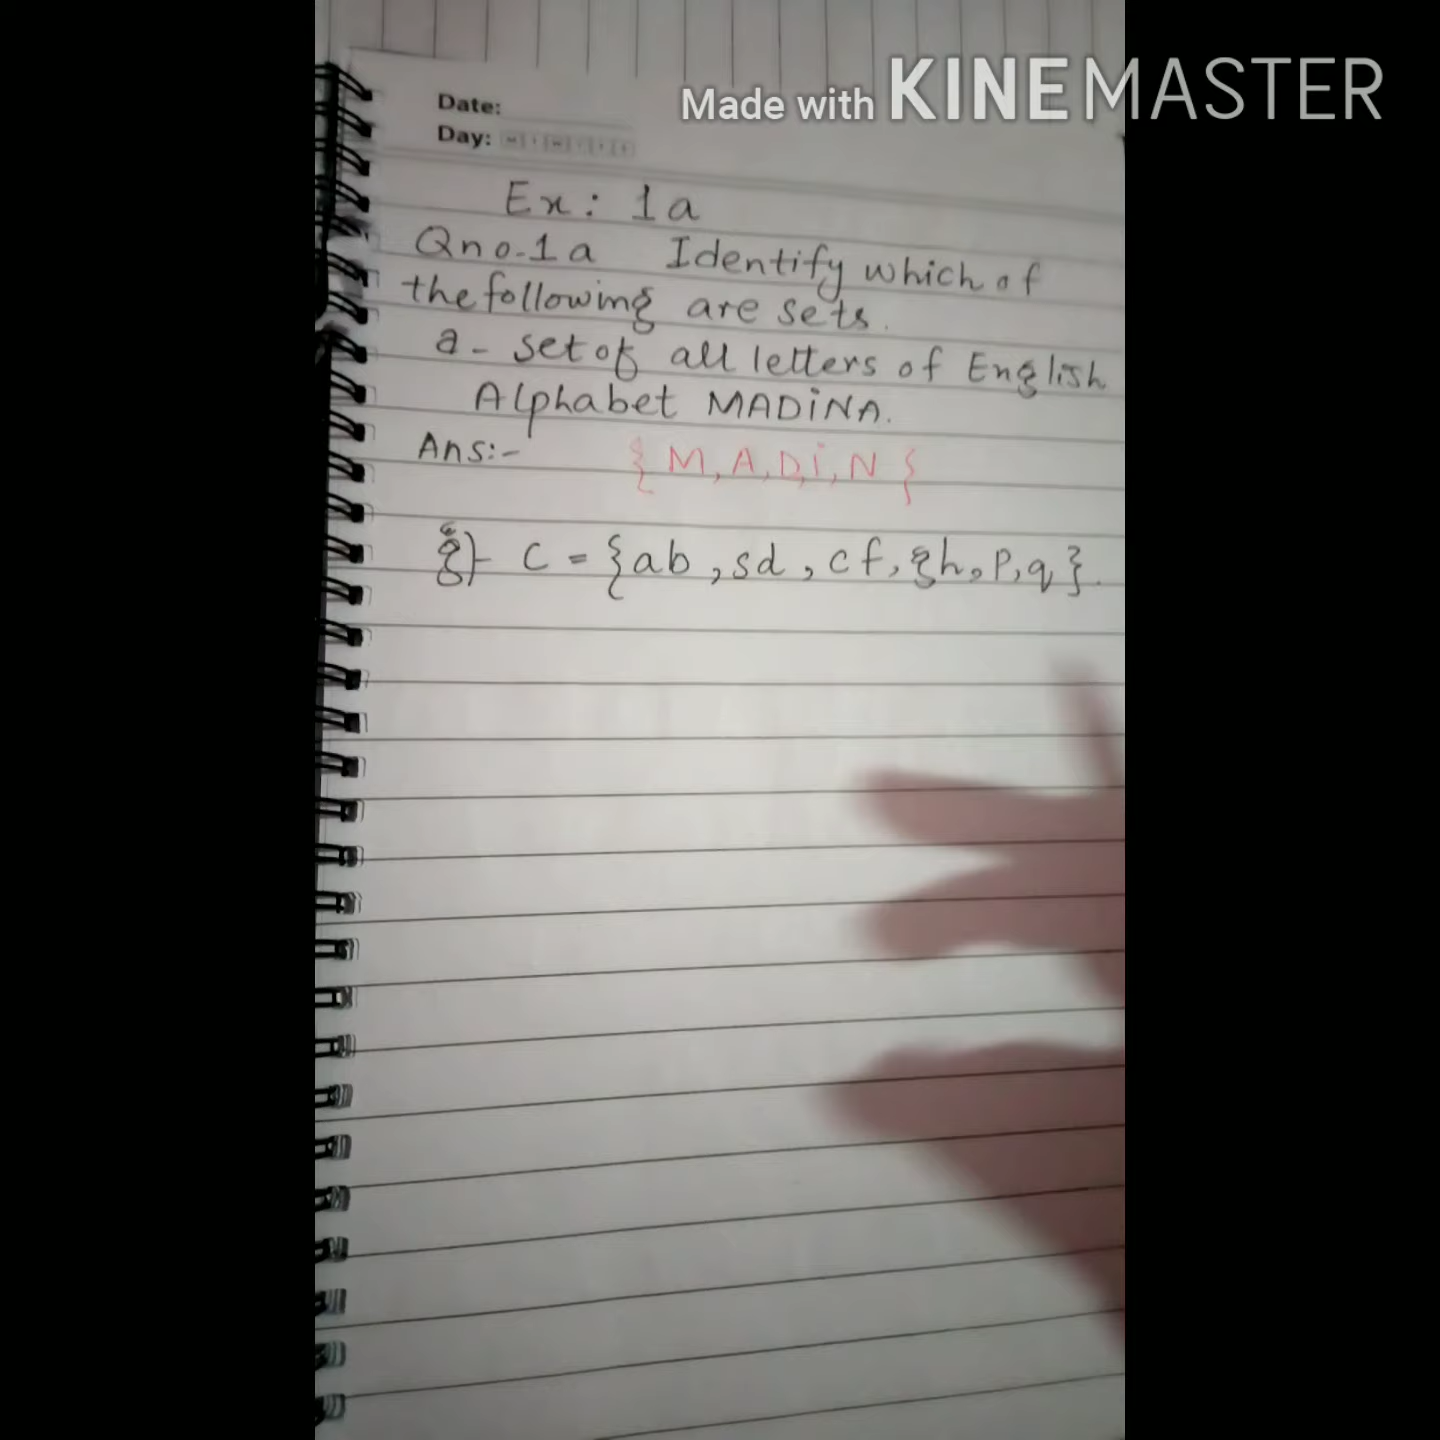 Made with KINEMASTER
Date:
Day:
Ex: 1a
Qno.1a Identify which of
the following are sets.
a- set of all letters of English
Alphabet MADiNA.
Ans:- { M, A, D, i, N }
g)- C = {ab, sd, cf, gh, p, q}.